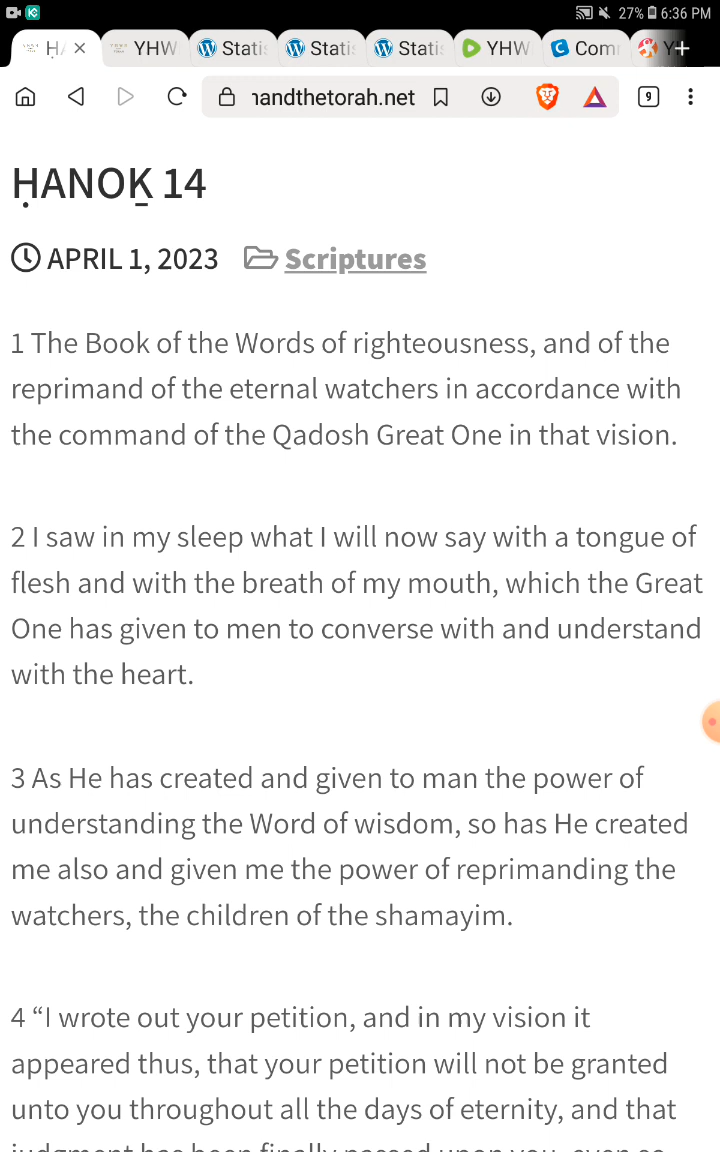 27% 6:36 PM
YHW Stati Stati Stati YHW Com
handthetorah.net 9
ḤANOḴ 14
APRIL 1, 2023 Scriptures
1 The Book of the Words of righteousness, and of the
reprimand of the eternal watchers in accordance with
the command of the Qadosh Great One in that vision.
2 I saw in my sleep what I will now say with a tongue of
flesh and with the breath of my mouth, which the Great
One has given to men to converse with and understand
with the heart.
3 As He has created and given to man the power of
understanding the Word of wisdom, so has He created
me also and given me the power of reprimanding the
watchers, the children of the shamayim.
4 “I wrote out your petition, and in my vision it
appeared thus, that your petition will not be granted
unto you throughout all the days of eternity, and that